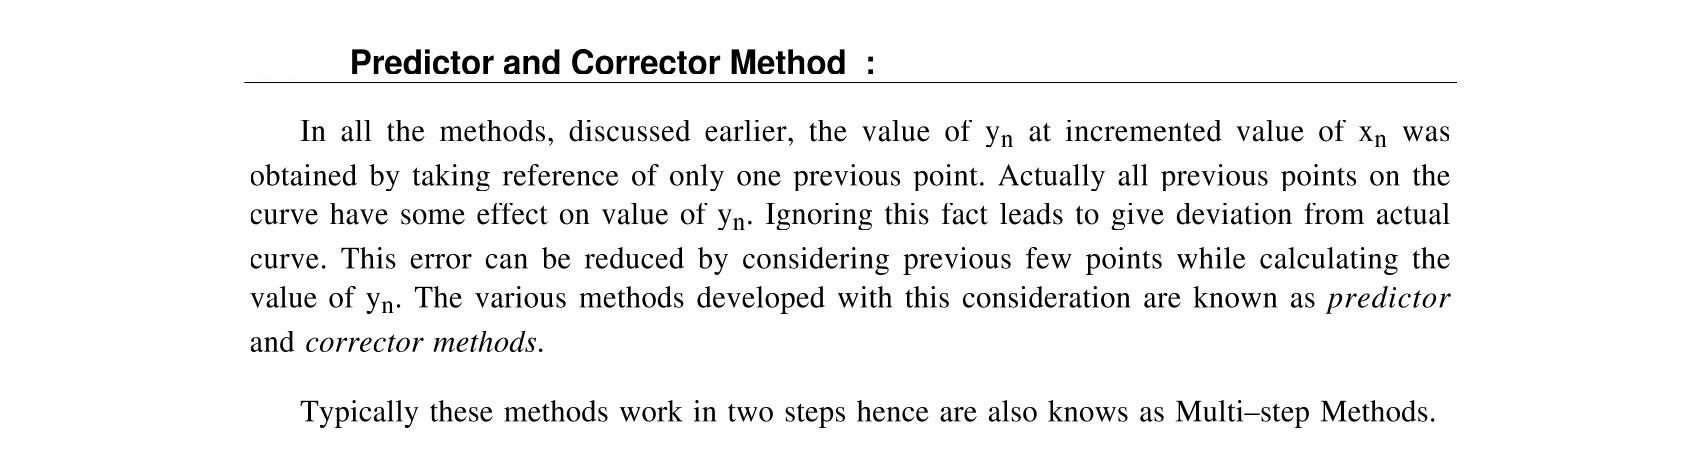 Predictor and Corrector Method :
In all the methods, discussed earlier, the value of yn at incremented value of xn was
obtained by taking reference of only one previous point. Actually all previous points on the
curve have some effect on value of yn. Ignoring this fact leads to give deviation from actual
curve. This error can be reduced by considering previous few points while calculating the
value of yn. The various methods developed with this consideration are known as predictor
and corrector methods.
Typically these methods work in two steps hence are also knows as Multi–step Methods.